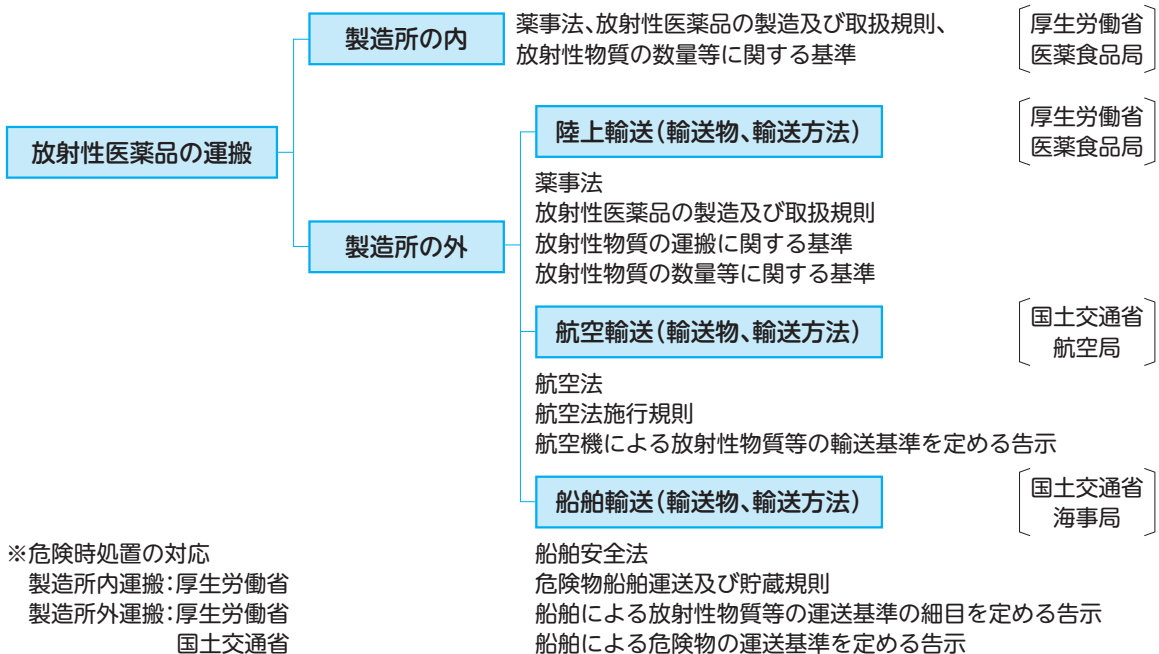 放射性医薬品の運搬
製造所の内
薬事法、放射性医薬品の製造及び取扱規則、
放射性物質の数量等に関する基準
厚生労働省
医薬食品局
製造所の外
陸上輸送（輸送物、輸送方法）
厚生労働省
医薬食品局
薬事法
放射性医薬品の製造及び取扱規則
放射性物質の運搬に関する基準
放射性物質の数量等に関する基準
航空輸送（輸送物、輸送方法）
国土交通省
航空局
航空法
航空法施行規則
航空機による放射性物質等の輸送基準を定める告示
船舶輸送（輸送物、輸送方法）
国土交通省
海事局
船舶安全法
危険物船舶運送及び貯蔵規則
船舶による放射性物質等の運送基準の細目を定める告示
船舶による危険物の運送基準を定める告示
※危険時処置の対応
製造所内運搬：厚生労働省
製造所外運搬：厚生労働省
国土交通省